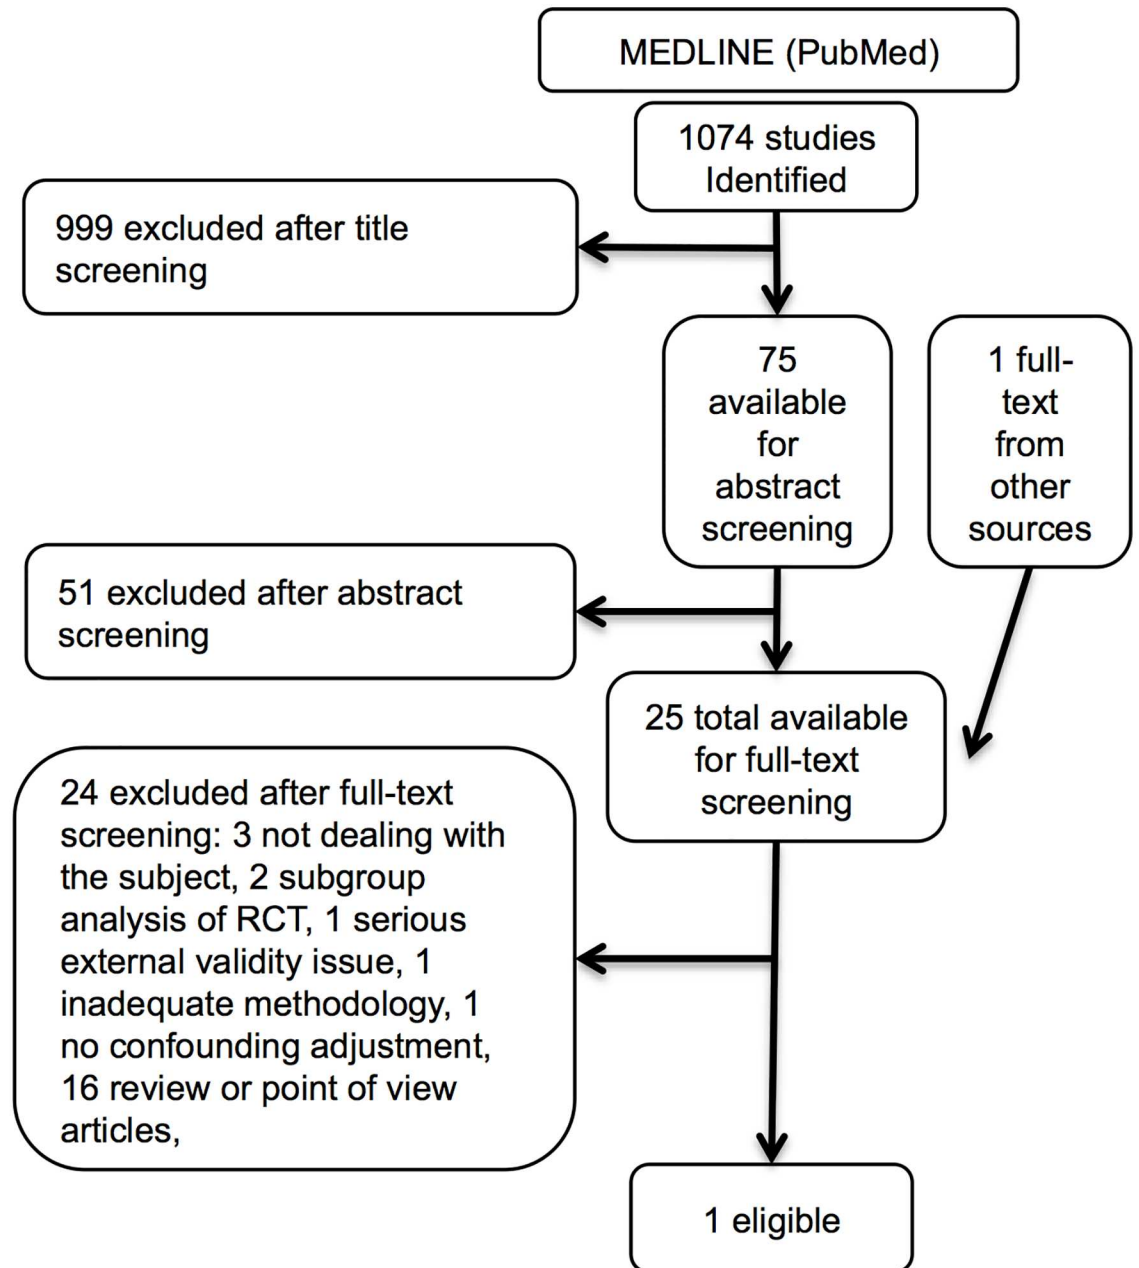 MEDLINE (PubMed)
1074 studies
Identified
999 excluded after title
screening
75
available
for
abstract
screening
1 full-
text
from
other
sources
51 excluded after abstract
screening
25 total available
for full-text
screening
24 excluded after full-text
screening: 3 not dealing with
the subject, 2 subgroup
analysis of RCT, 1 serious
external validity issue, 1
inadequate methodology, 1
no confounding adjustment,
16 review or point of view
articles,
1 eligible